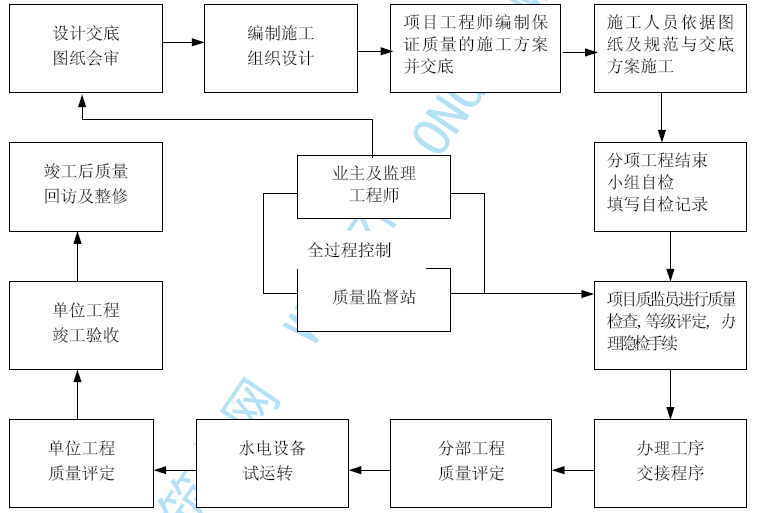 设计交底
图纸会审
编制施工
组织设计
项目工程师编制保
证质量的施工方案
并交底
施工人员依据图
纸及规范与交底
方案施工
竣工后质量
回访及整修
业主及监理
工程师
分项工程结束
小组自检
填写自检记录
全过程控制
质量监督站
单位工程
竣工验收
项目质监员进行质量
检查,等级评定,办
理隐检手续
单位工程
质量评定
水电设备
试运转
分部工程
质量评定
办理工序
交接程序